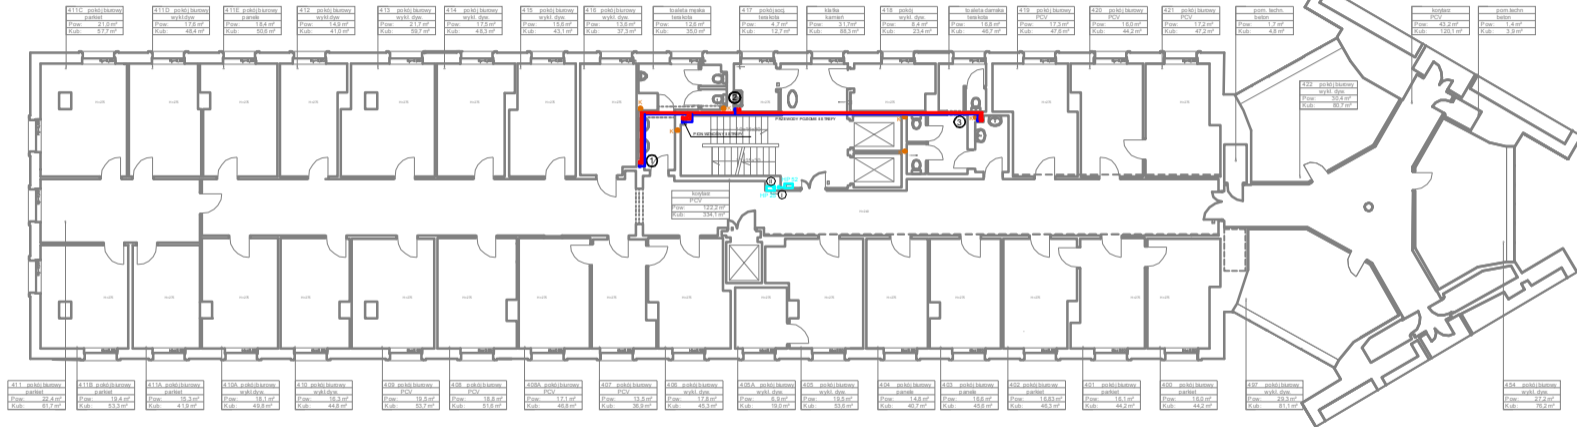 411C pokój biurowy
parkiet
Pow: 21,0 m²
Kub: 57,7 m³
411D pokój biurowy
wykł. dyw.
Pow: 17,6 m²
Kub: 48,4 m³
411E pokój biurowy
panele
Pow: 18,4 m²
Kub: 50,6 m³
412 pokój biurowy
wykł. dyw.
Pow: 14,9 m²
Kub: 41,0 m³
413 pokój biurowy
wykł. dyw.
Pow: 21,7 m²
Kub: 59,7 m³
414 pokój biurowy
wykł. dyw.
Pow: 17,5 m²
Kub: 48,3 m³
415 pokój biurowy
wykł. dyw.
Pow: 15,6 m²
Kub: 43,1 m³
416 pokój biurowy
wykł. dyw.
Pow: 13,6 m²
Kub: 37,3 m³
toaleta męska
terakota
Pow: 12,8 m²
Kub: 35,0 m³
417 pokój socj.
terakota
Pow: 4,7 m²
Kub: 12,7 m³
klatka
kamień
Pow: 31,7 m²
Kub: 88,3 m³
418 pokój
wykł. dyw.
Pow: 8,4 m²
Kub: 23,4 m³
toaleta damska
terakota
Pow: 16,8 m²
Kub: 46,7 m³
419 pokój biurowy
PCV
Pow: 17,3 m²
Kub: 47,6 m³
420 pokój biurowy
PCV
Pow: 16,0 m²
Kub: 44,2 m³
421 pokój biurowy
PCV
Pow: 17,2 m²
Kub: 47,2 m³
pom. techn.
beton
Pow: 1,7 m²
Kub: 4,8 m³
korytarz
PCV
Pow: 43,2 m²
Kub: 120,1 m³
pom.techn.
beton
Pow: 1,4 m²
Kub: 3,9 m³
422 pokój biurowy
wykł. dyw.
Pow: 30,4 m²
Kub: 80,7 m³
2
3
1
korytarz
PCV
Pow: 122,2 m²
Kub: 334,1 m³
411 pokój biurowy
parkiet
Pow: 22,4 m²
Kub: 61,7 m³
411B pokój biurowy
parkiet
Pow: 19,4 m²
Kub: 53,3 m³
411A pokój biurowy
parkiet
Pow: 15,3 m²
Kub: 41,9 m³
410A pokój biurowy
wykł. dyw.
Pow: 18,1 m²
Kub: 49,8 m³
410 pokój biurowy
wykł. dyw.
Pow: 16,3 m²
Kub: 44,8 m³
409 pokój biurowy
PCV
Pow: 19,5 m²
Kub: 53,7 m³
408 pokój biurowy
PCV
Pow: 18,8 m²
Kub: 51,8 m³
408A pokój biurowy
PCV
Pow: 17,1 m²
Kub: 46,8 m³
407 pokój biurowy
PCV
Pow: 13,5 m²
Kub: 36,9 m³
406 pokój biurowy
wykł. dyw.
Pow: 17,8 m²
Kub: 45,3 m³
405A pokój biurowy
wykł. dyw.
Pow: 6,9 m²
Kub: 19,0 m³
405 pokój biurowy
wykł. dyw.
Pow: 19,5 m²
Kub: 53,8 m³
404 pokój biurowy
panele
Pow: 14,8 m²
Kub: 40,7 m³
403 pokój biurowy
panele
Pow: 16,6 m²
Kub: 45,6 m³
402 pokój biurowy
wykł. dyw.
Pow: 16,83 m²
Kub: 46,3 m³
401 pokój biurowy
parkiet
Pow: 16,1 m²
Kub: 44,2 m³
400 pokój biurowy
parkiet
Pow: 16,0 m²
Kub: 44,2 m³
497 pokój biurowy
wykł. dyw.
Pow: 29,3 m²
Kub: 81,1 m³
454 pokój biurowy
wykł. dyw.
Pow: 27,2 m²
Kub: 76,2 m³